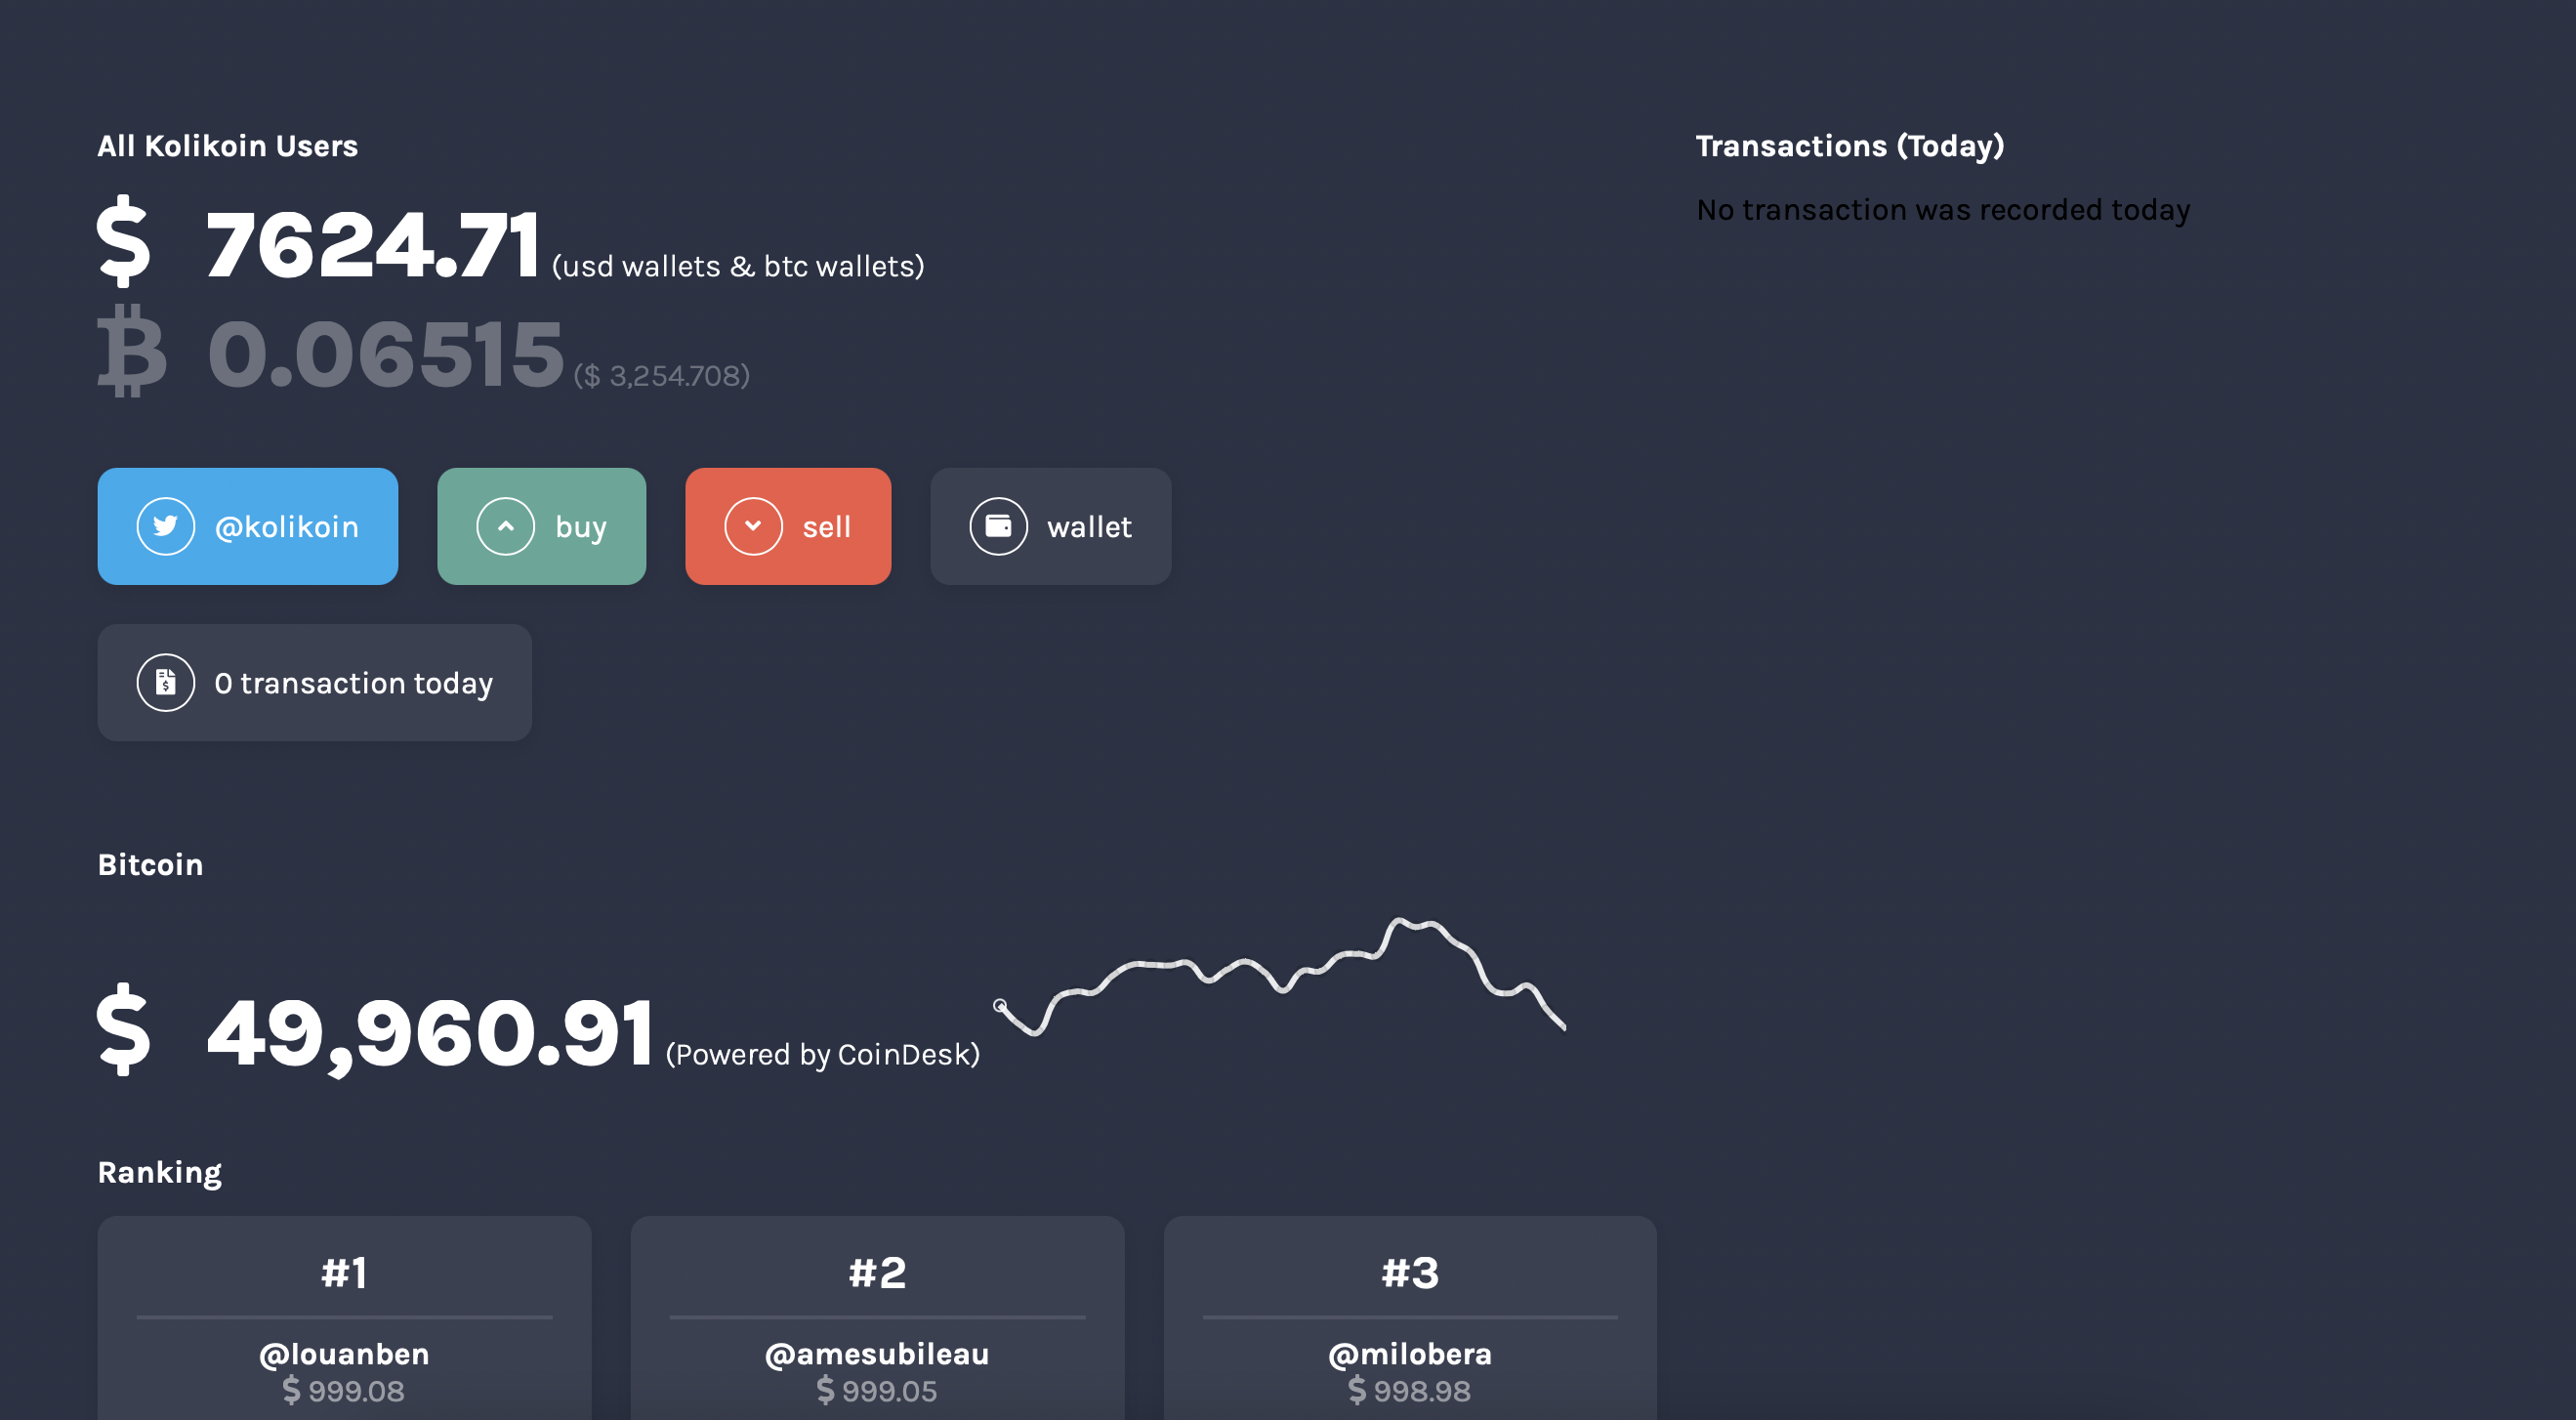 All Kolikoin Users
$ 7624.71 (usd wallets & btc wallets)
₿ 0.06515 ($ 3,254.708)
@kolikoin
buy
sell
wallet
0 transaction today
Bitcoin
$ 49,960.91 (Powered by CoinDesk)
Ranking
#1
@louanben
$ 999.08
#2
@amesubileau
$ 999.05
#3
@milobera
$ 998.98
Transactions (Today)
No transaction was recorded today